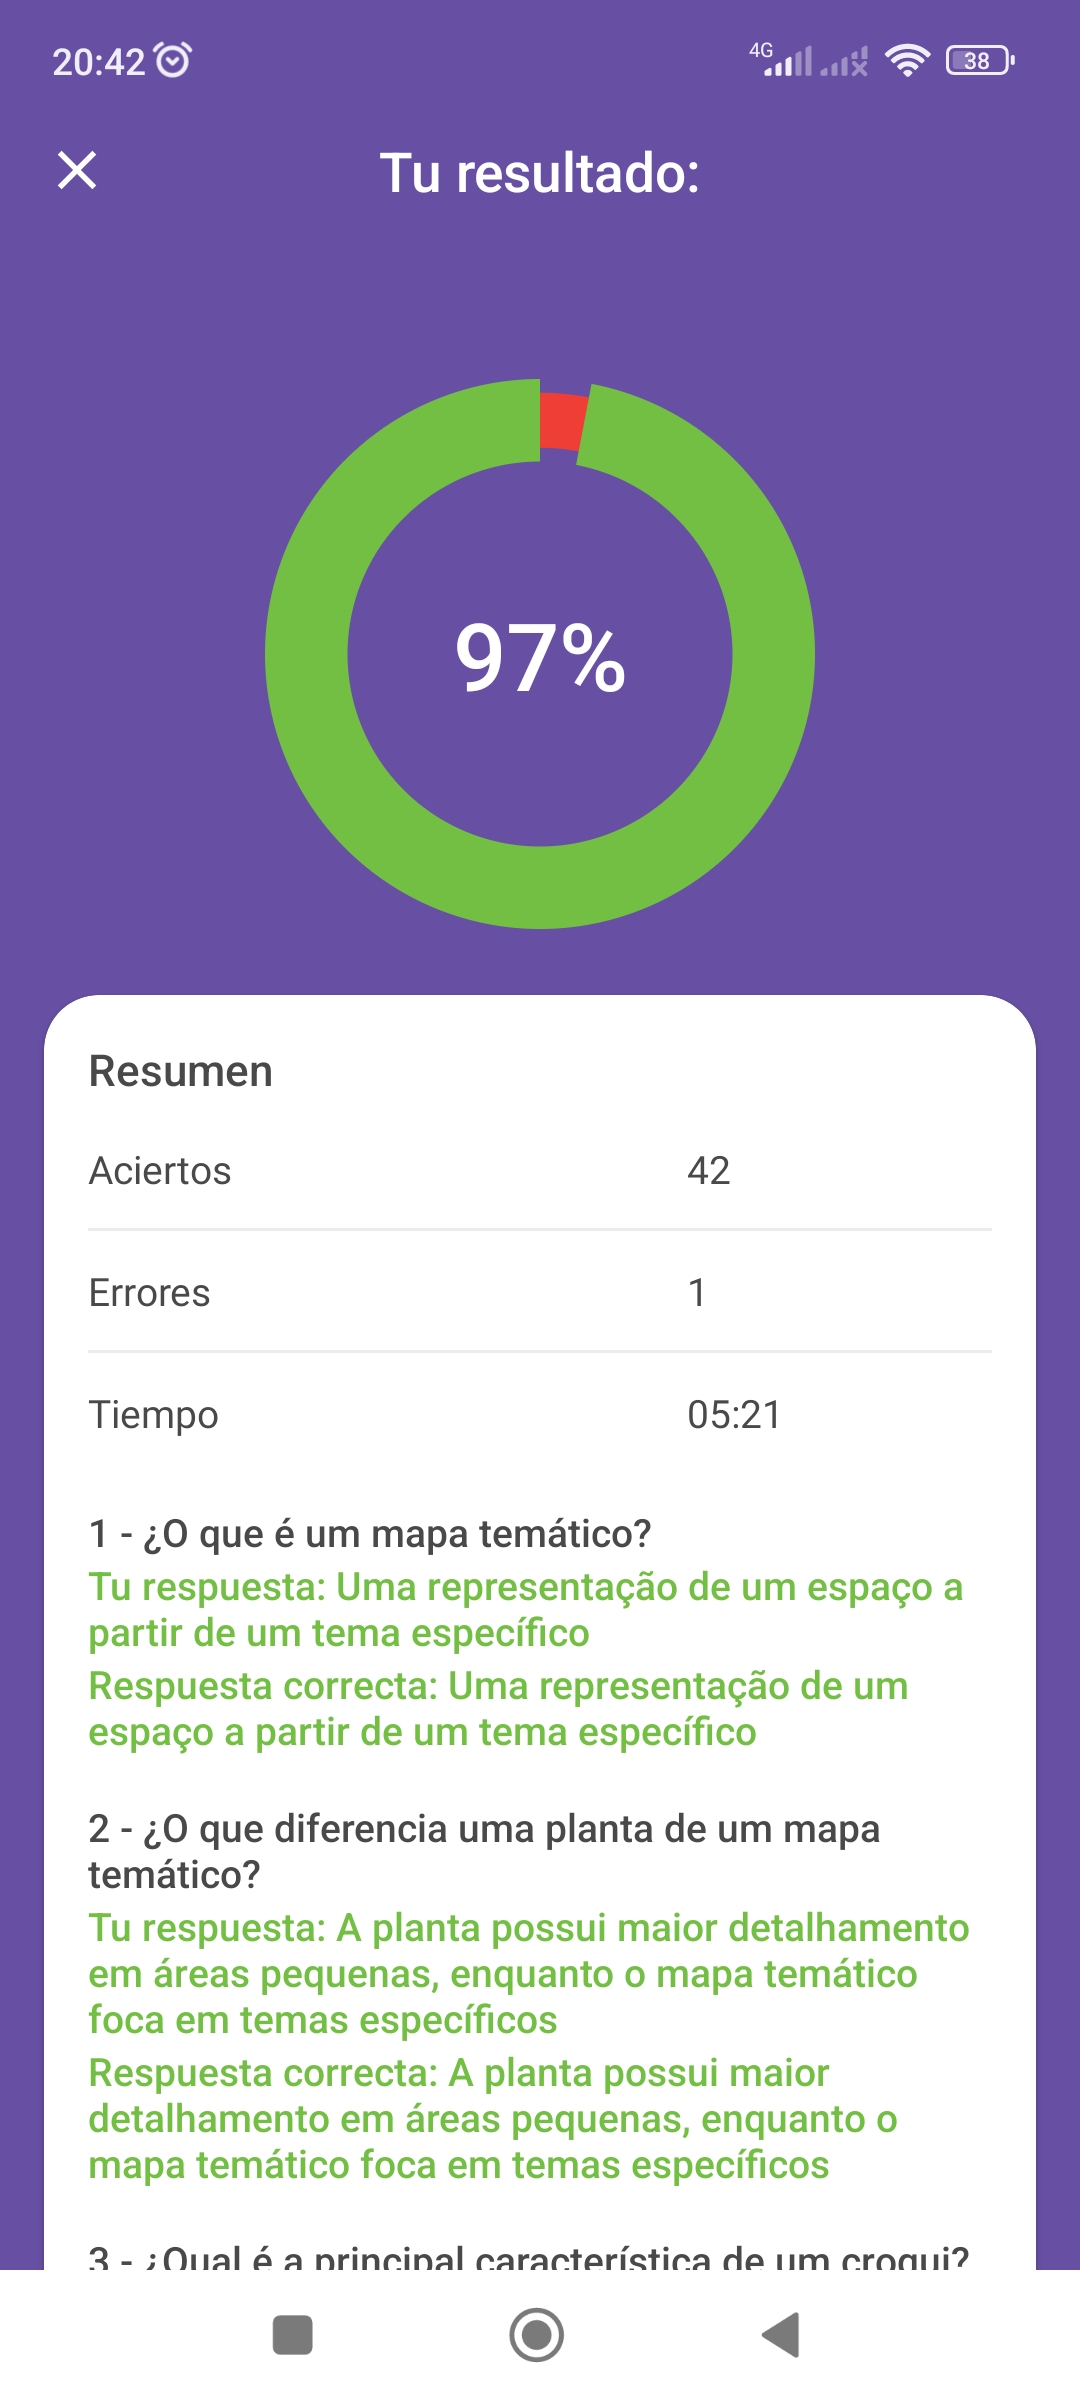 20:42
4G
38
Tu resultado:
97%
Resumen
Aciertos 42
Errores 1
Tiempo 05:21
1 - ¿O que é um mapa temático?
Tu respuesta: Uma representação de um espaço a
partir de um tema específico
Respuesta correcta: Uma representação de um
espaço a partir de um tema específico
2 - ¿O que diferencia uma planta de um mapa
temático?
Tu respuesta: A planta possui maior detalhamento
em áreas pequenas, enquanto o mapa temático
foca em temas específicos
Respuesta correcta: A planta possui maior
detalhamento em áreas pequenas, enquanto o
mapa temático foca em temas específicos
3 - ¿Qual é a principal característica de um croqui?